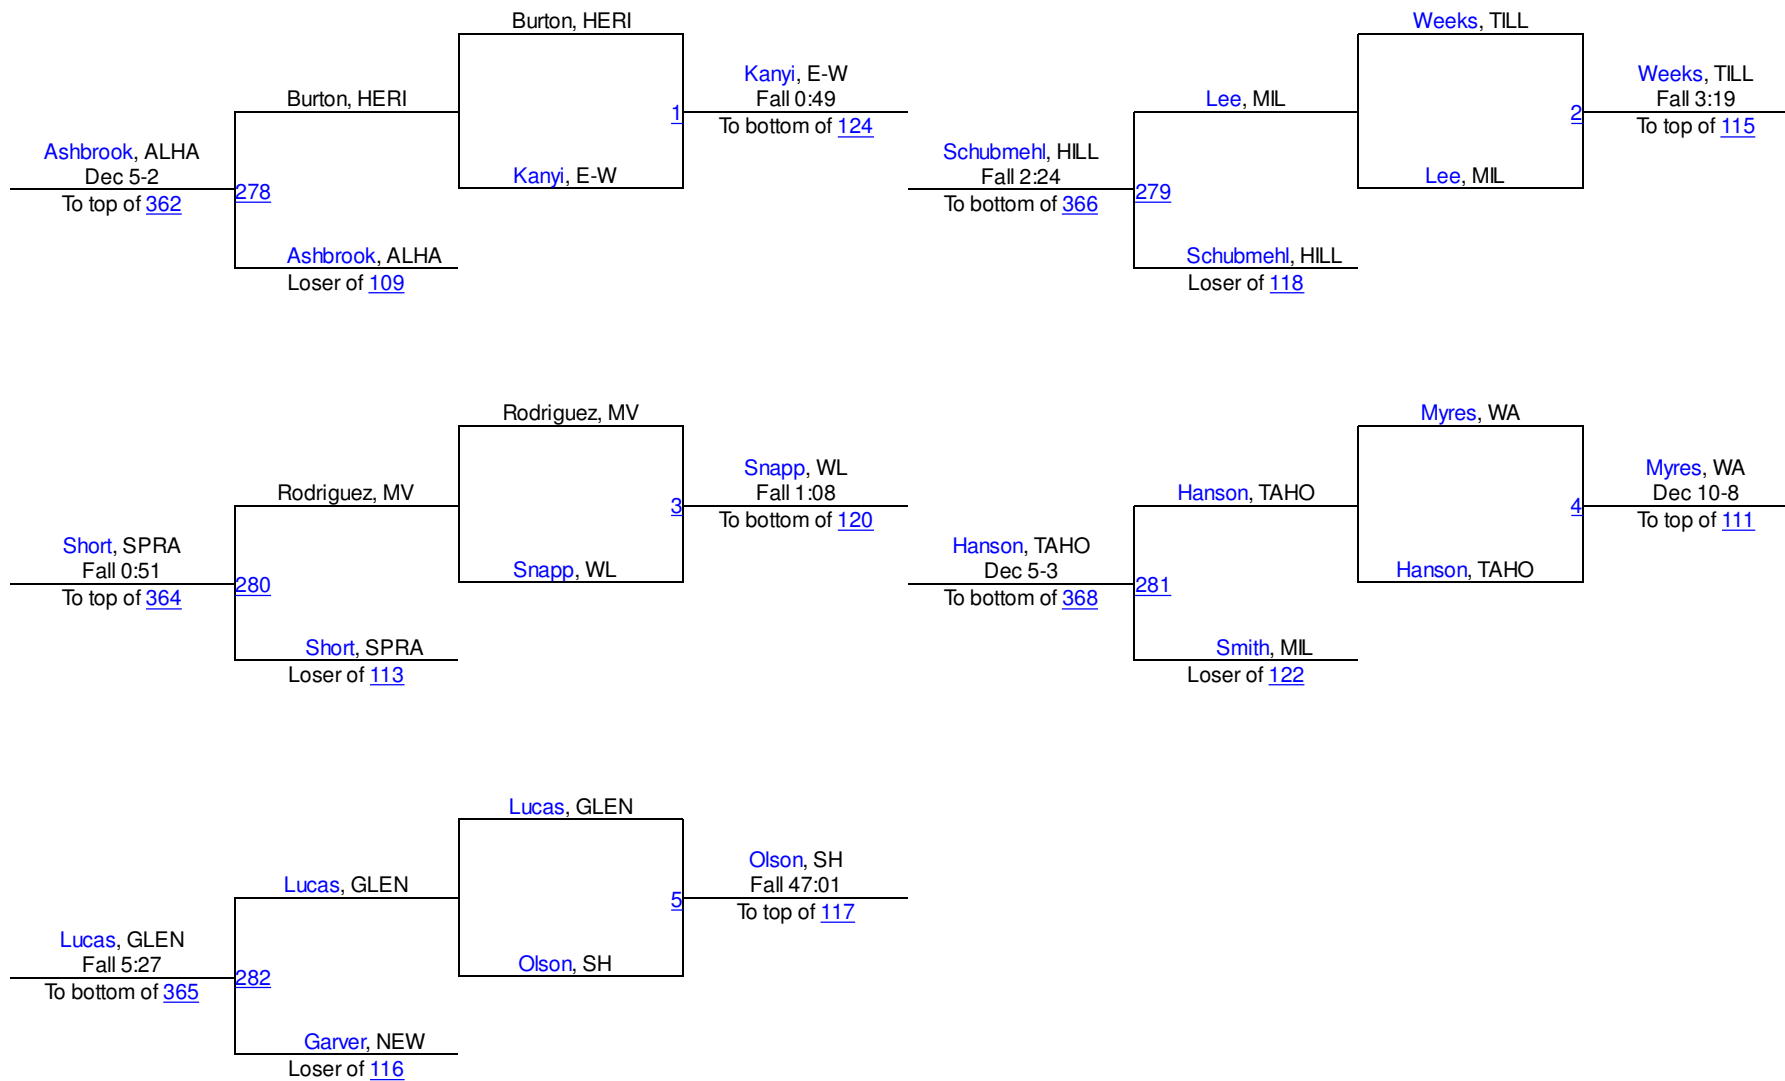 Burton, HERI
Kanyi, E-W
Fall 0:49
Burton, HERI
1
To bottom of 124
Ashbrook, ALHA
Dec 5-2
Kanyi, E-W
278
To top of 362
Ashbrook, ALHA
Loser of 109
Weeks, TILL
Weeks, TILL
Fall 3:19
Lee, MIL
2
To top of 115
Schubmehl, HILL
Fall 2:24
Lee, MIL
279
To bottom of 366
Schubmehl, HILL
Loser of 118
Rodriguez, MV
Snapp, WL
Fall 1:08
Rodriguez, MV
3
To bottom of 120
Short, SPRA
Fall 0:51
Snapp, WL
280
To top of 364
Short, SPRA
Loser of 113
Myres, WA
Myres, WA
Dec 10-8
Hanson, TAHO
4
To top of 111
Hanson, TAHO
Dec 5-3
Hanson, TAHO
281
To bottom of 368
Smith, MIL
Loser of 122
Lucas, GLEN
Olson, SH
Fall 47:01
Lucas, GLEN
5
To top of 117
Lucas, GLEN
Fall 5:27
Olson, SH
282
To bottom of 365
Garver, NEW
Loser of 116